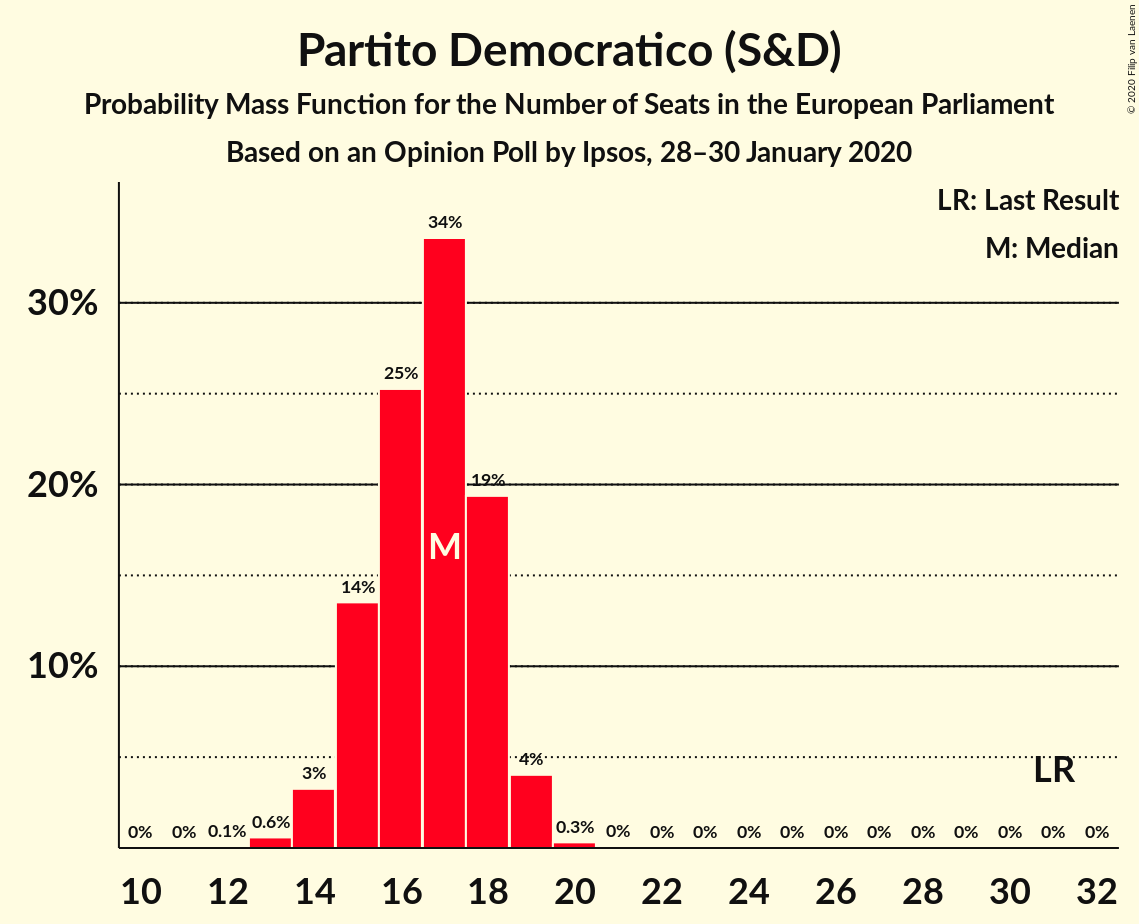 Partito Democratico (S&D)
Probability Mass Function for the Number of Seats in the European Parliament
Based on an Opinion Poll by Ipsos, 28–30 January 2020
© 2020 Filip van Laenen
LR: Last Result
M: Median
30%
20%
10%
0% 0% 0.1% 0.6% 3% 14% 25% 34% 19% 4% 0.3% 0% 0% 0% 0% 0% 0% 0% 0% 0% 0% 0% 0%
M
LR
10 12 14 16 18 20 22 24 26 28 30 32